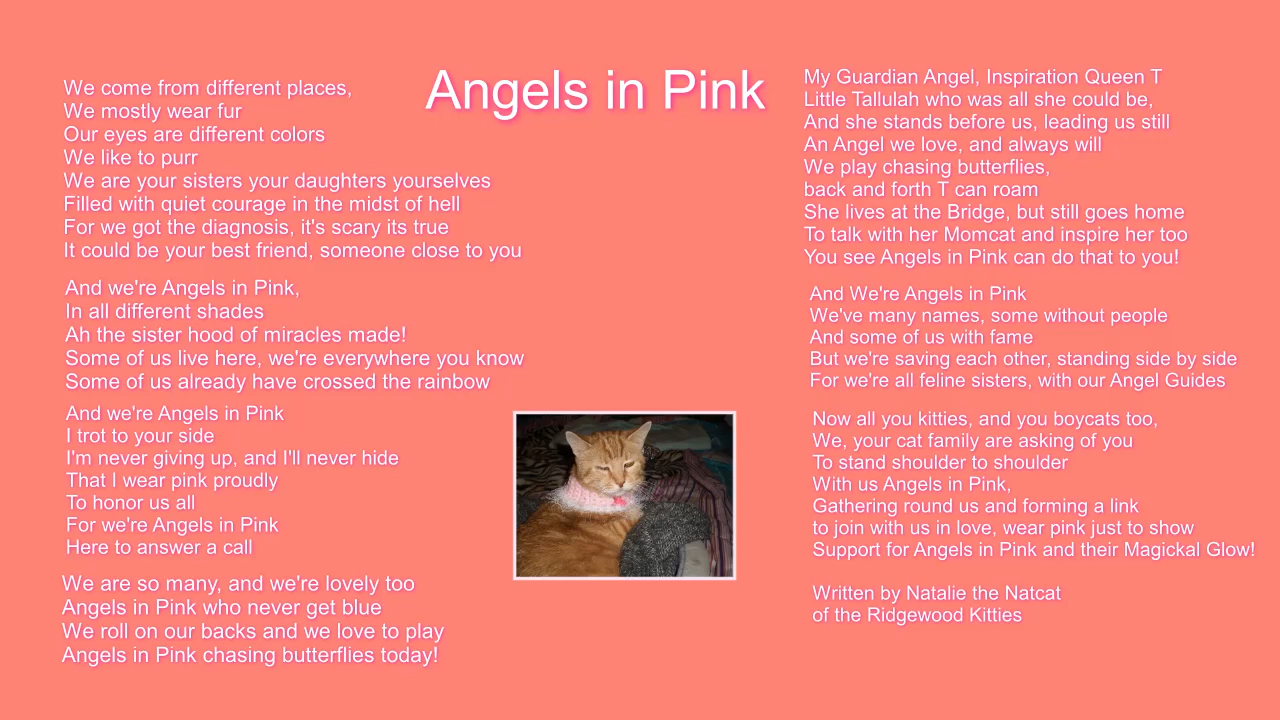 Angels in Pink
We come from different places,
We mostly wear fur
Our eyes are different colors
We like to purr
We are your sisters your daughters yourselves
Filled with quiet courage in the midst of hell
For we got the diagnosis, it's scary its true
It could be your best friend, someone close to you
And we're Angels in Pink,
In all different shades
Ah the sister hood of miracles made!
Some of us live here, we're everywhere you know
Some of us already have crossed the rainbow
And we're Angels in Pink
I trot to your side
I'm never giving up, and I'll never hide
That I wear pink proudly
To honor us all
For we're Angels in Pink
Here to answer a call
We are so many, and we're lovely too
Angels in Pink who never get blue
We roll on our backs and we love to play
Angels in Pink chasing butterflies today!
My Guardian Angel, Inspiration Queen T
Little Tallulah who was all she could be,
And she stands before us, leading us still
An Angel we love, and always will
We play chasing butterflies,
back and forth T can roam
She lives at the Bridge, but still goes home
To talk with her Momcat and inspire her too
You see Angels in Pink can do that to you!
And We're Angels in Pink
We've many names, some without people
And some of us with fame
But we're saving each other, standing side by side
For we're all feline sisters, with our Angel Guides
Now all you kitties, and you boycats too,
We, your cat family are asking of you
To stand shoulder to shoulder
With us Angels in Pink,
Gathering round us and forming a link
to join with us in love, wear pink just to show
Support for Angels in Pink and their Magickal Glow!
Written by Natalie the Natcat
of the Ridgewood Kitties